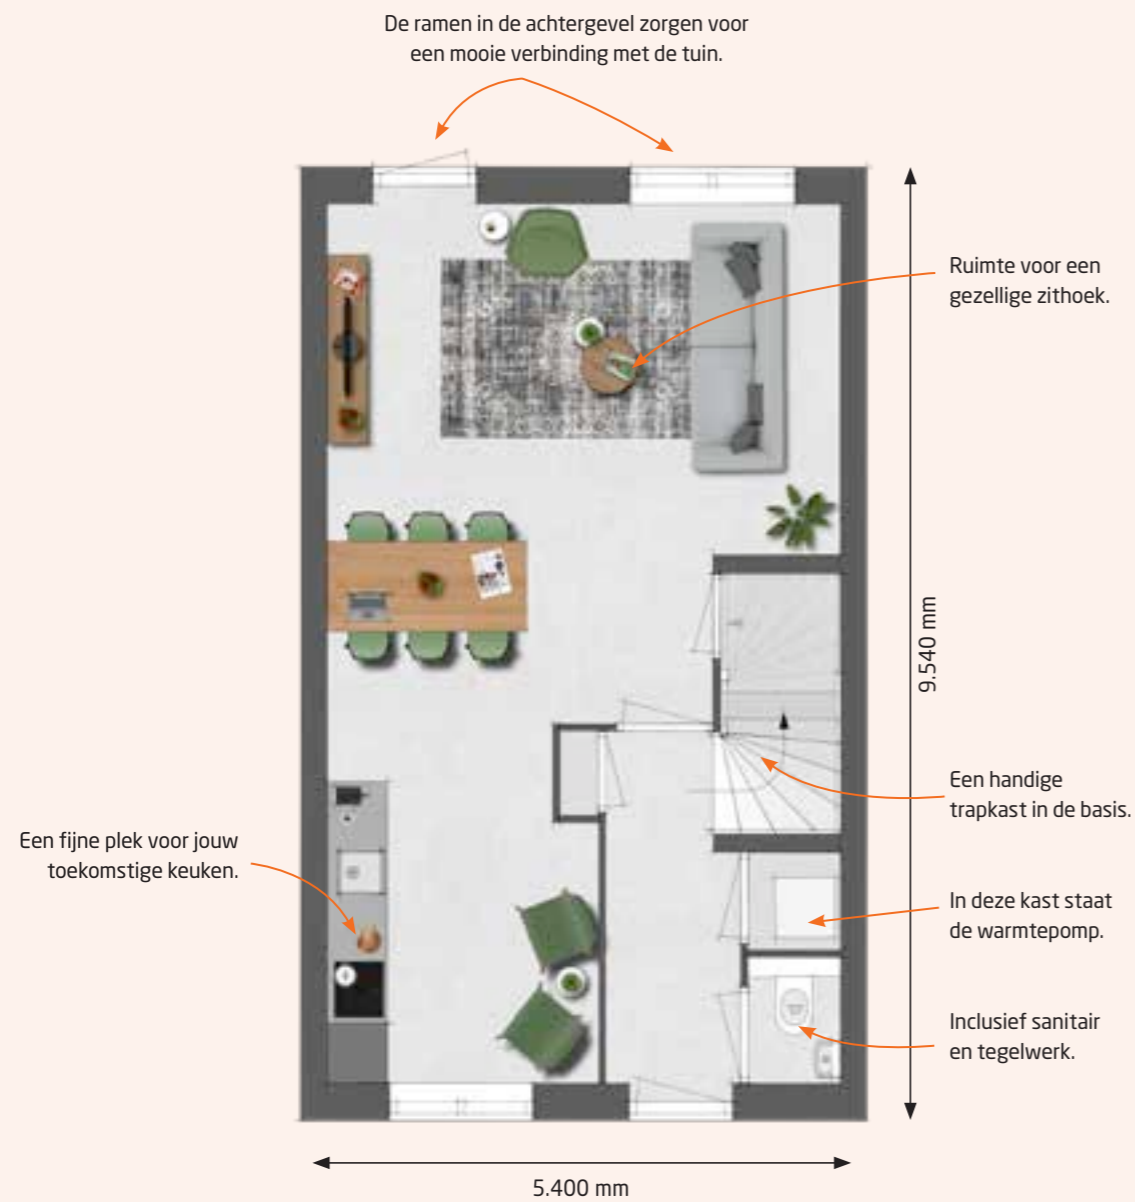 De ramen in de achtergevel zorgen voor
een mooie verbinding met de tuin.
Ruimte voor een
gezellige zithoek.
9.540 mm
Een handige
trapkast in de basis.
Een fijne plek voor jouw
toekomstige keuken.
In deze kast staat
de warmtepomp.
Inclusief sanitair
en tegelwerk.
5.400 mm